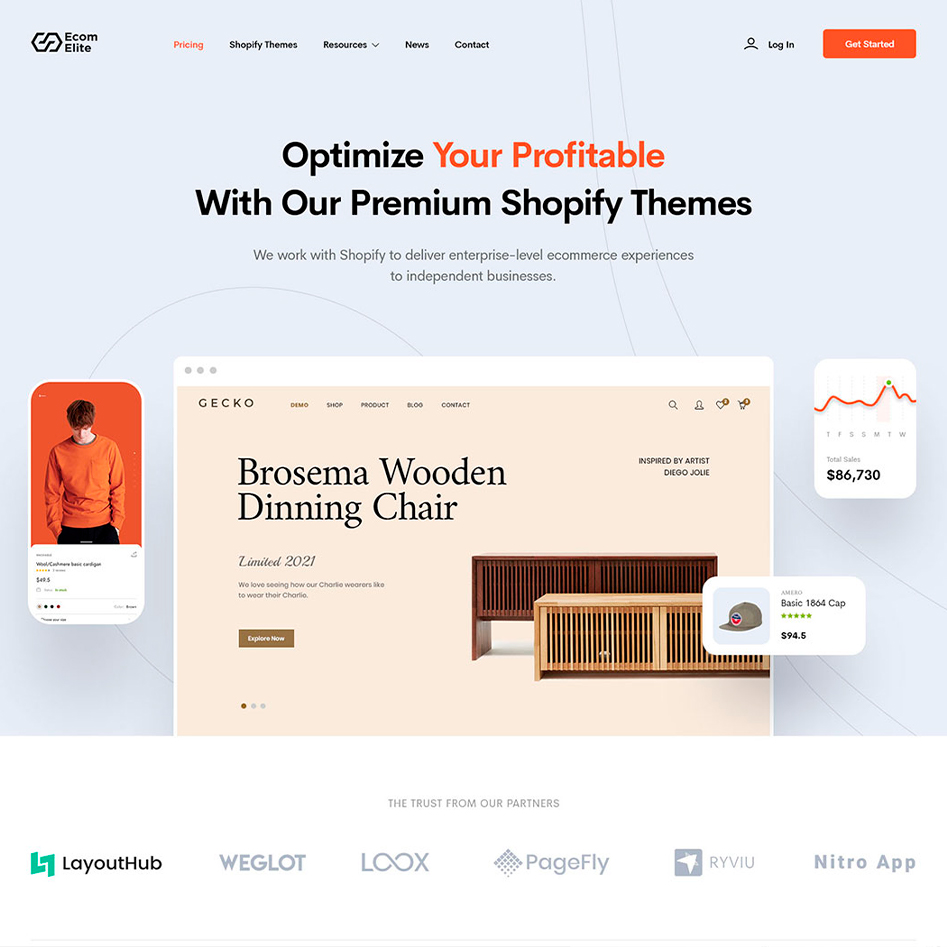 Ecom
Elite
Pricing
Shopify Themes
Resources
News
Contact
Log In
Get Started
Optimize Your Profitable
With Our Premium Shopify Themes
We work with Shopify to deliver enterprise-level ecommerce experiences
to independent businesses.
Wool/Cashmere basic cardigan
$49.5
GECKO
DEMO
SHOP
PRODUCT
BLOG
CONTACT
Brosema Wooden
Dinning Chair
INSPIRED BY ARTIST
DIEGO JOLIE
Limited 2021
We love seeing how our Charlie wearers like
to wear their Charlie.
Explore Now
T F S S M T W
Total Sales
$86,730
AMERO
Basic 1864 Cap
$94.5
THE TRUST FROM OUR PARTNERS
LayoutHub
WEGLOT
LOOX
PageFly
RYVIU
Nitro App